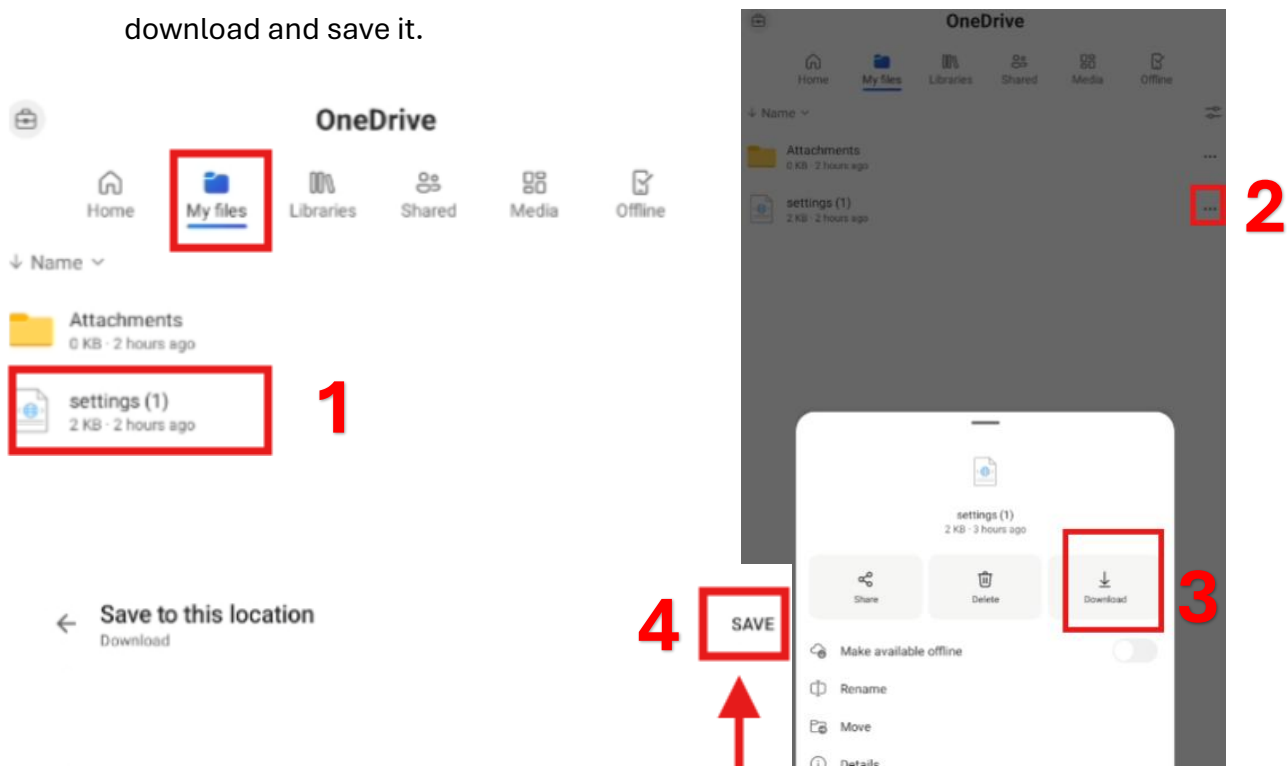 download and save it.
OneDrive
Home My files Libraries Shared Media Offline
↓ Name
Attachments
0 KB · 2 hours ago
settings (1)
2 KB · 2 hours ago
1
OneDrive
Home My files Libraries Shared Media Offline
↓ Name
Attachments
0 KB · 2 hours ago
settings (1)
2 KB · 2 hours ago
2
settings (1)
2 KB · 3 hours ago
Share Delete Download
3
Make available offline
Rename
Move
Details
← Save to this location
Download
4
SAVE